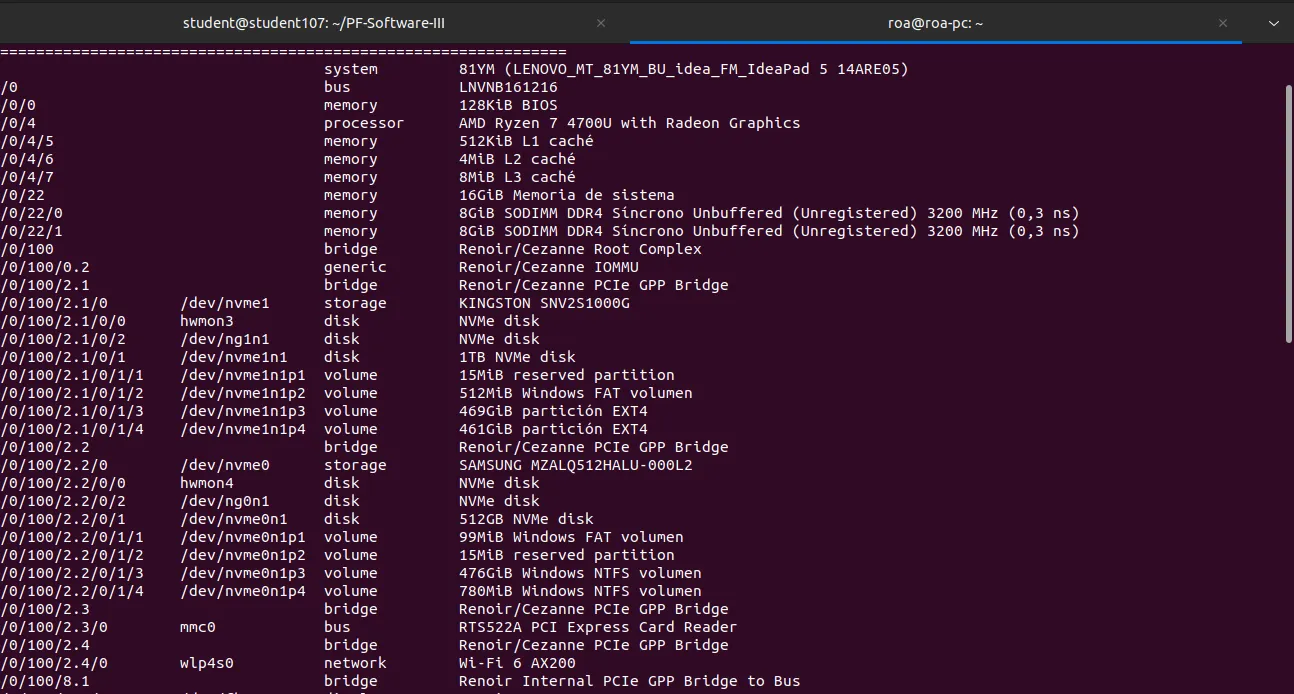 student@student107: ~/PF-Software-III × roa@roa-pc: ~ ×
===============================================================
system 81YM (LENOVO_MT_81YM_BU_idea_FM_IdeaPad 5 14ARE05)
/0 bus LNVNB161216
/0/0 memory 128KiB BIOS
/0/4 processor AMD Ryzen 7 4700U with Radeon Graphics
/0/4/5 memory 512KiB L1 caché
/0/4/6 memory 4MiB L2 caché
/0/4/7 memory 8MiB L3 caché
/0/22 memory 16GiB Memoria de sistema
/0/22/0 memory 8GiB SODIMM DDR4 Síncrono Unbuffered (Unregistered) 3200 MHz (0,3 ns)
/0/22/1 memory 8GiB SODIMM DDR4 Síncrono Unbuffered (Unregistered) 3200 MHz (0,3 ns)
/0/100 bridge Renoir/Cezanne Root Complex
/0/100/0.2 generic Renoir/Cezanne IOMMU
/0/100/2.1 bridge Renoir/Cezanne PCIe GPP Bridge
/0/100/2.1/0 /dev/nvme1 storage KINGSTON SNV2S1000G
/0/100/2.1/0/0 hwmon3 disk NVMe disk
/0/100/2.1/0/2 /dev/ng1n1 disk NVMe disk
/0/100/2.1/0/1 /dev/nvme1n1 disk 1TB NVMe disk
/0/100/2.1/0/1/1 /dev/nvme1n1p1 volume 15MiB reserved partition
/0/100/2.1/0/1/2 /dev/nvme1n1p2 volume 512MiB Windows FAT volumen
/0/100/2.1/0/1/3 /dev/nvme1n1p3 volume 469GiB partición EXT4
/0/100/2.1/0/1/4 /dev/nvme1n1p4 volume 461GiB partición EXT4
/0/100/2.2 bridge Renoir/Cezanne PCIe GPP Bridge
/0/100/2.2/0 /dev/nvme0 storage SAMSUNG MZALQ512HALU-000L2
/0/100/2.2/0/0 hwmon4 disk NVMe disk
/0/100/2.2/0/2 /dev/ng0n1 disk NVMe disk
/0/100/2.2/0/1 /dev/nvme0n1 disk 512GB NVMe disk
/0/100/2.2/0/1/1 /dev/nvme0n1p1 volume 99MiB Windows FAT volumen
/0/100/2.2/0/1/2 /dev/nvme0n1p2 volume 15MiB reserved partition
/0/100/2.2/0/1/3 /dev/nvme0n1p3 volume 476GiB Windows NTFS volumen
/0/100/2.2/0/1/4 /dev/nvme0n1p4 volume 780MiB Windows NTFS volumen
/0/100/2.3 bridge Renoir/Cezanne PCIe GPP Bridge
/0/100/2.3/0 mmc0 bus RTS522A PCI Express Card Reader
/0/100/2.4 bridge Renoir/Cezanne PCIe GPP Bridge
/0/100/2.4/0 wlp4s0 network Wi-Fi 6 AX200
/0/100/8.1 bridge Renoir Internal PCIe GPP Bridge to Bus